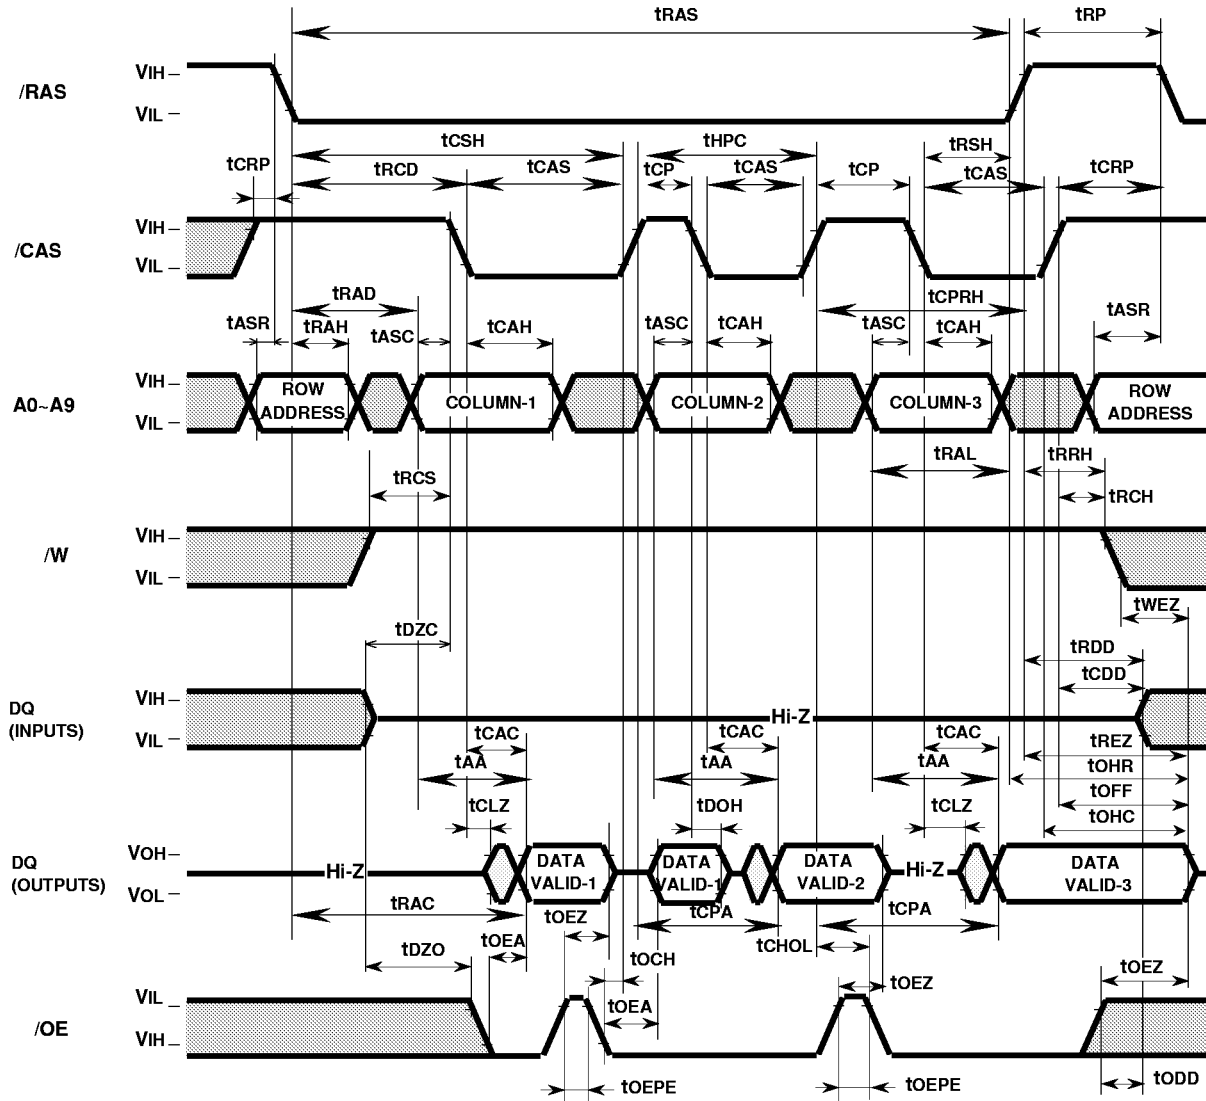 tRAS
tRP
/RAS
VIH
VIL
tCSH
tHPC
tRSH
tCRP
tRCD
tCAS
tCP
tCAS
tCP
tCAS
tCRP
/CAS
VIH
VIL
tRAD
tCPRH
tASR
tRAH
tASC
tCAH
tASC
tCAH
tASC
tCAH
tASR
A0~A9
VIH
VIL
ROW
ADDRESS
COLUMN-1
COLUMN-2
COLUMN-3
ROW
ADDRESS
tRAL
tRRH
tRCS
tRCH
/W
VIH
VIL
tWEZ
tDZC
tRDD
tCDD
DQ
(INPUTS)
VIH
VIL
Hi-Z
tCAC
tCAC
tCAC
tREZ
tAA
tAA
tAA
tOHR
tCLZ
tDOH
tCLZ
tOFF
tOHC
DQ
(OUTPUTS)
VOH
VOL
Hi-Z
DATA
VALID-1
DATA
VALID-1
DATA
VALID-2
Hi-Z
DATA
VALID-3
tRAC
tOEZ
tCPA
tCPA
tDZO
tOEA
tOCH
tCHOL
tOEZ
tOEZ
/OE
VIL
VIH
tOEA
tOEPE
tOEPE
tODD